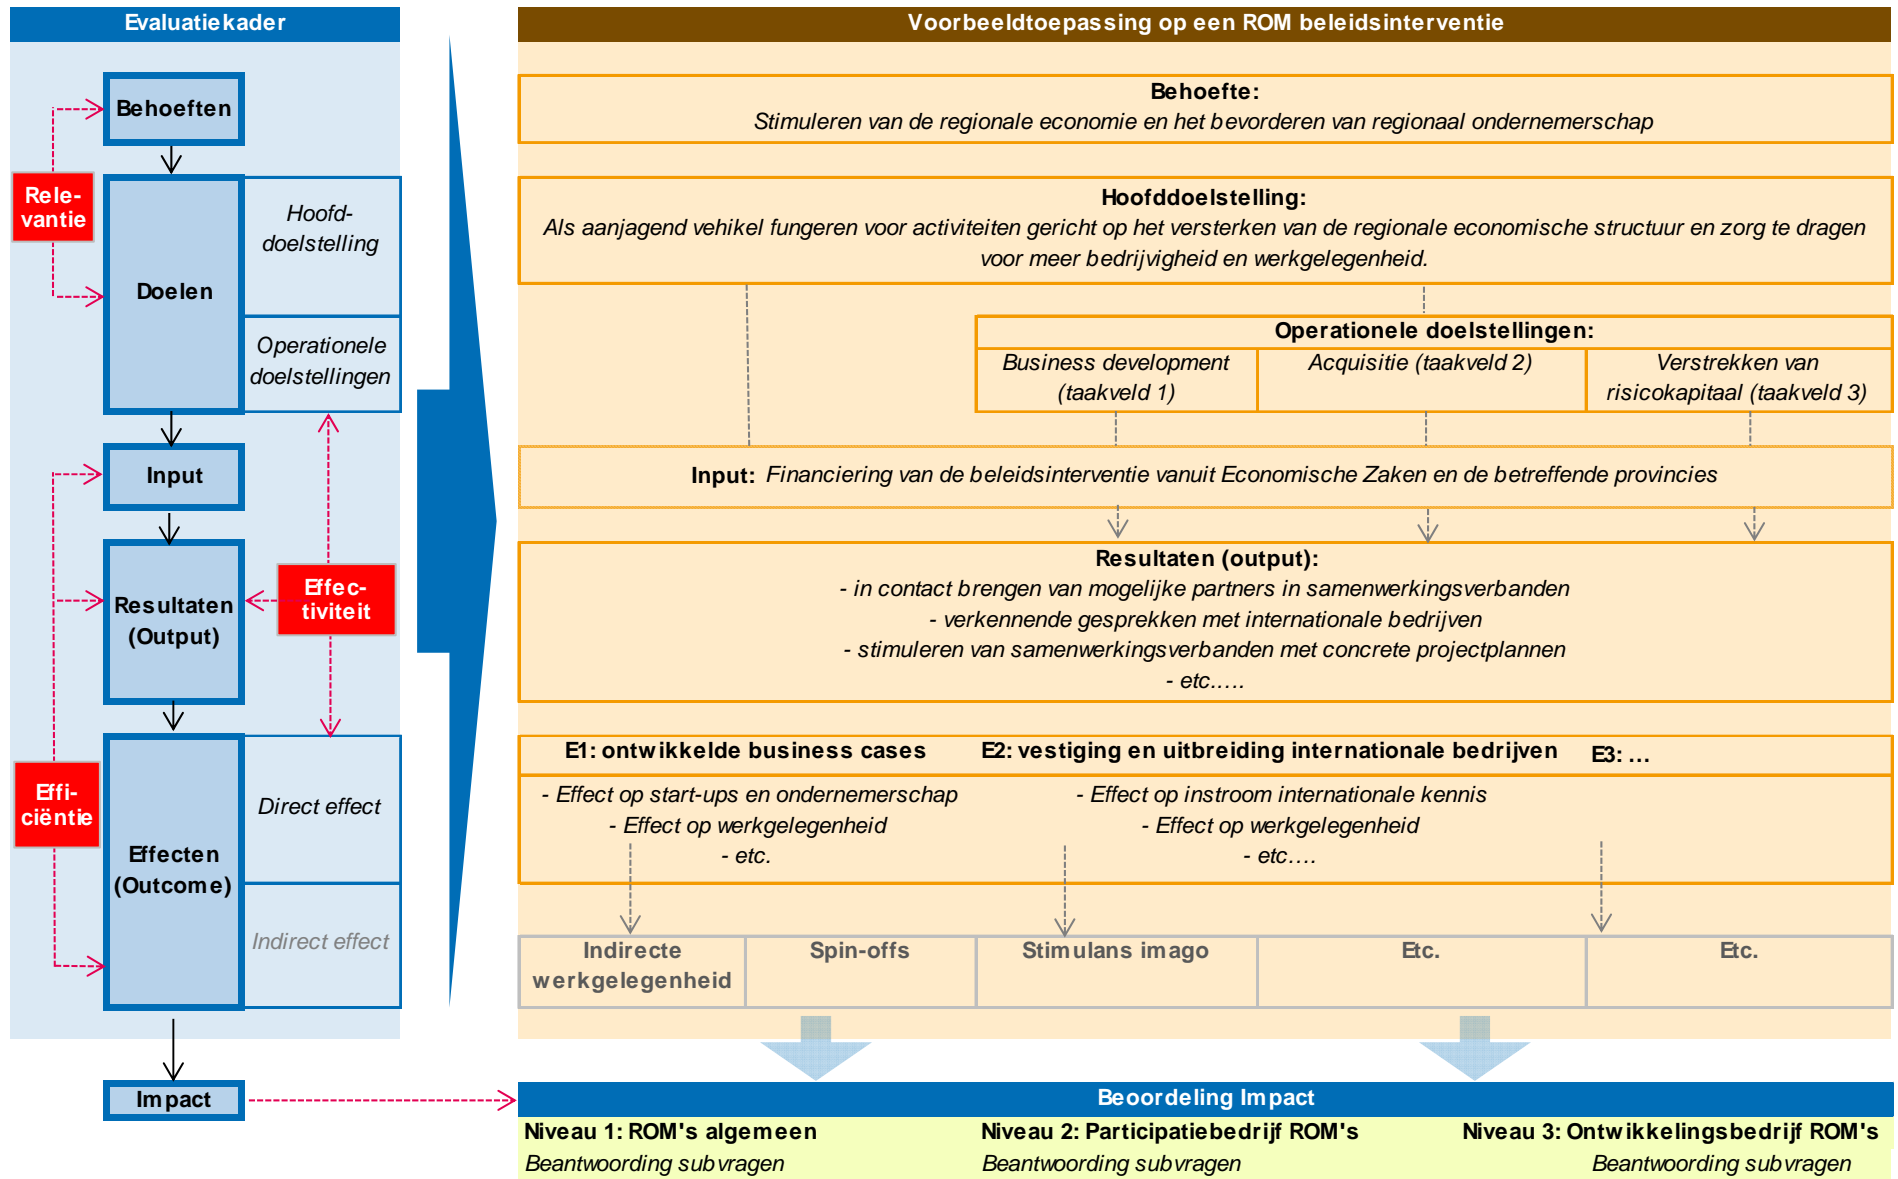 Evaluatiekader
Behoeften
Rele-
vantie
Doelen
Hoofd-
doelstelling
Operationele
doelstellingen
Input
Resultaten
(Output)
Effec-
tiviteit
Effi-
ciëntie
Effecten
(Outcome)
Direct effect
Indirect effect
Impact
Voorbeeldtoepassing op een ROM beleidsinterventie
Behoefte:
Stimuleren van de regionale economie en het bevorderen van regionaal ondernemerschap
Hoofddoelstelling:
Als aanjagend vehikel fungeren voor activiteiten gericht op het versterken van de regionale economische structuur en zorg te dragen
voor meer bedrijvigheid en werkgelegenheid.
Operationele doelstellingen:
Business development
(taakveld 1)
Acquisitie (taakveld 2)
Verstrekken van
risicokapitaal (taakveld 3)
Input: Financiering van de beleidsinterventie vanuit Economische Zaken en de betreffende provincies
Resultaten (output):
- in contact brengen van mogelijke partners in samenwerkingsverbanden
- verkennende gesprekken met internationale bedrijven
- stimuleren van samenwerkingsverbanden met concrete projectplannen
- etc.….
E1: ontwikkelde business cases
E2: vestiging en uitbreiding internationale bedrijven
E3: …
- Effect op start-ups en ondernemerschap
- Effect op werkgelegenheid
- etc.
- Effect op instroom internationale kennis
- Effect op werkgelegenheid
- etc.…
Indirecte
werkgelegenheid
Spin-offs
Stimulans imago
Etc.
Etc.
Beoordeling Impact
Niveau 1: ROM's algemeen
Beantwoording subvragen
Niveau 2: Participatiebedrijf ROM's
Beantwoording subvragen
Niveau 3: Ontwikkelingsbedrijf ROM's
Beantwoording subvragen